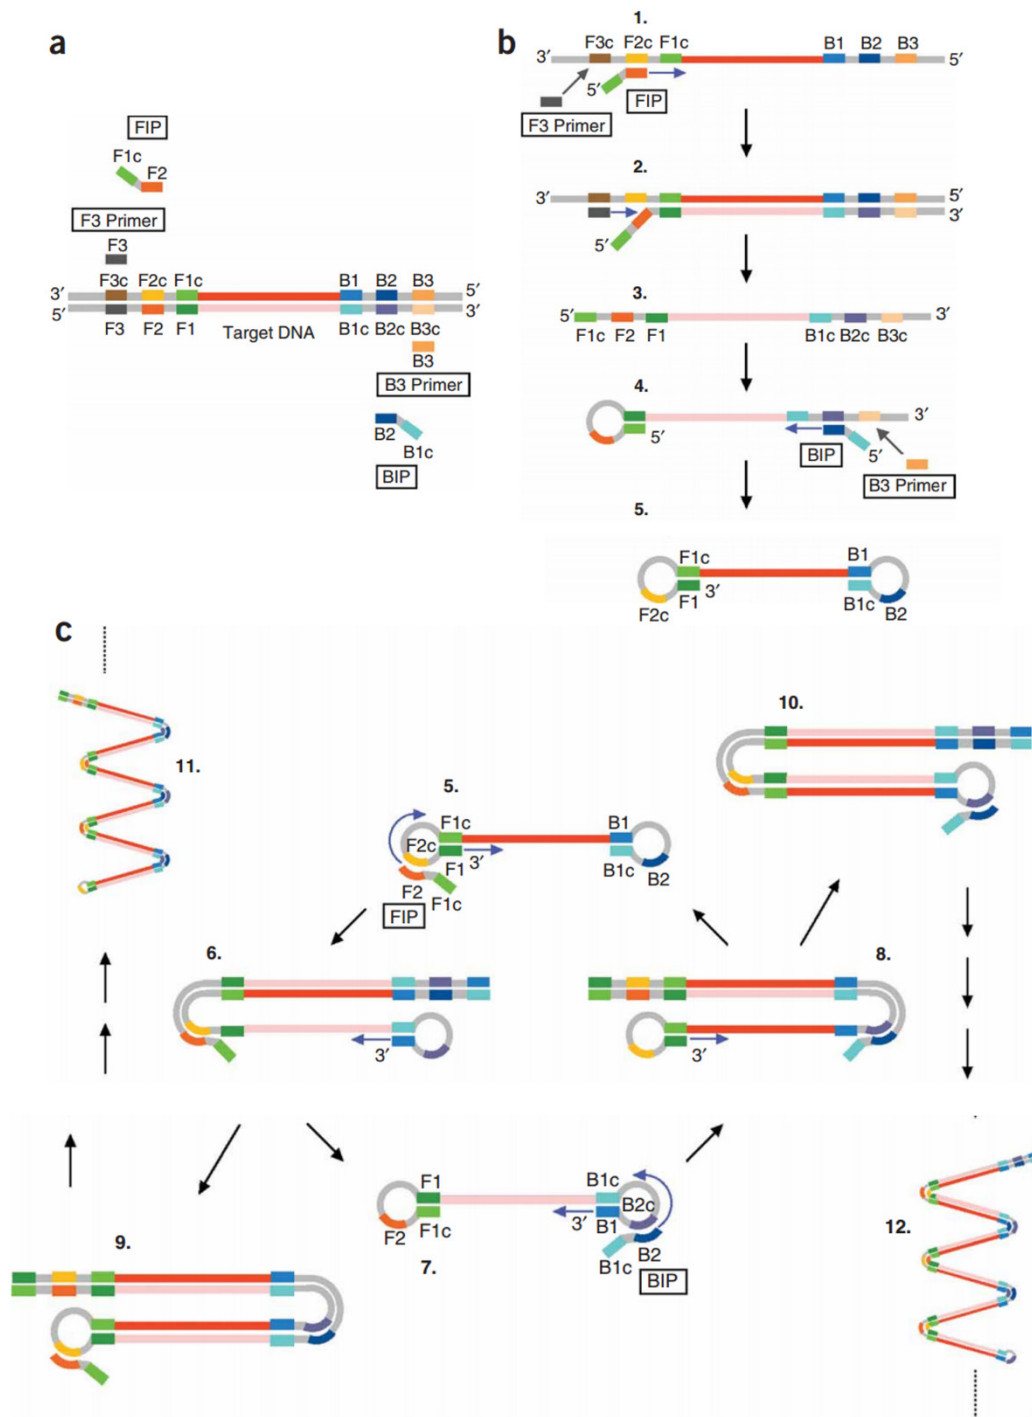 a
FIP
F1c
F2
F3 Primer
F3
F3c F2c F1c B1 B2 B3
3′ 5′
5′ 3′
F3 F2 F1 Target DNA B1c B2c B3c
B3
B3 Primer
B2
B1c
BIP
b
1.
F3c F2c F1c B1 B2 B3
3′ 5′
5′
FIP
F3 Primer
2.
3′ 5′
3′
5′
3.
5′ 3′
F1c F2 F1 B1c B2c B3c
4.
3′
5′
BIP 5′
B3 Primer
5.
F1c B1
3′
F2c F1 B1c B2
c
11.
5.
F1c B1
F2c 3′
F1 B1c B2
F2 F1c
FIP
10.
6.
3′
8.
3′
9.
F1 B1c
B2c
3′ B1
F2 F1c
B1c B2
BIP
7.
12.